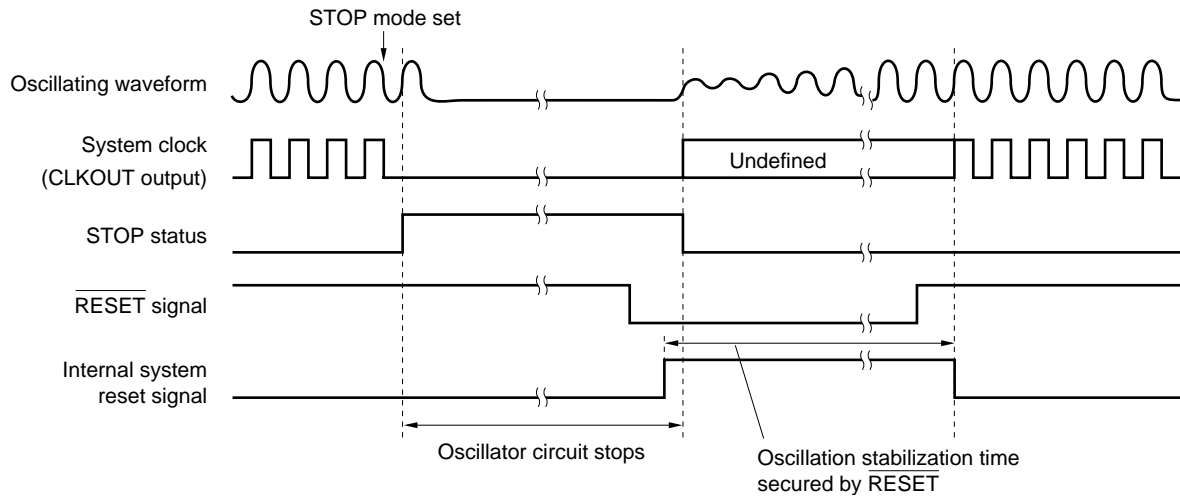 STOP mode set
Oscillating waveform
System clock
(CLKOUT output)
Undefined
STOP status
RESET signal
Internal system
reset signal
Oscillator circuit stops
Oscillation stabilization time
secured by RESET